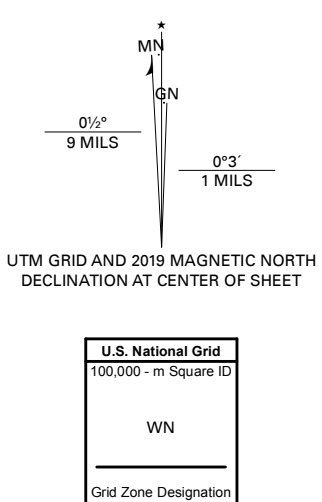 ★
MN
GN
0½°
9 MILS
0°3´
1 MILS
UTM GRID AND 2019 MAGNETIC NORTH
DECLINATION AT CENTER OF SHEET
U.S. National Grid
100,000 - m Square ID
WN
Grid Zone Designation